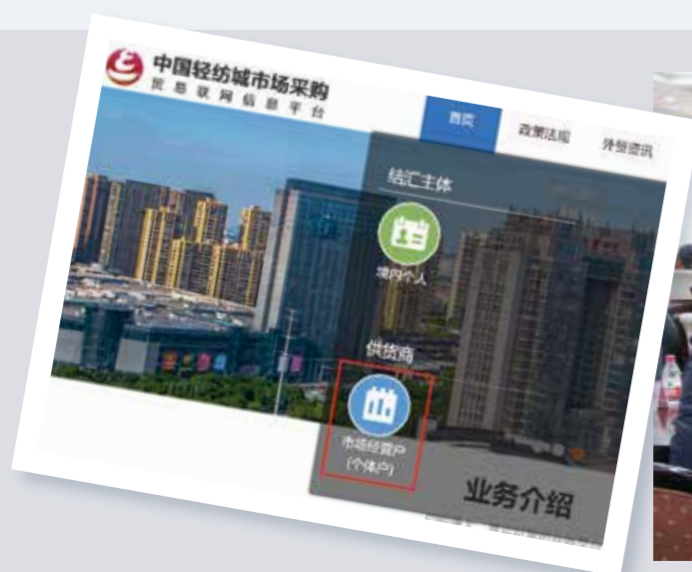 中国轻纺城市场采购
贸易联网信息平台
首页
政策法规
外贸资讯
结汇主体
境内个人
供货商
市场经营户
(个体户)
业务介绍